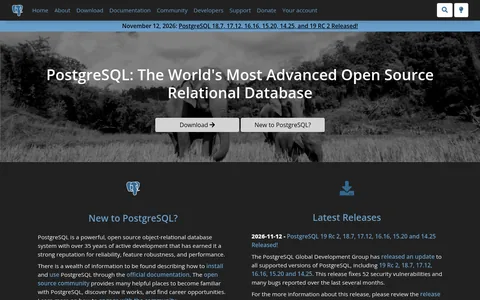 Home About Download Documentation Community Developers Support Donate Your account
November 12, 2026: PostgreSQL 18.7, 17.12, 16.16, 15.20, 14.25, and 19 RC 2 Released!
PostgreSQL: The World's Most Advanced Open Source
Relational Database
Download New to PostgreSQL?
New to PostgreSQL?
PostgreSQL is a powerful, open source object-relational database
system with over 35 years of active development that has earned it a
strong reputation for reliability, feature robustness, and performance.
There is a wealth of information to be found describing how to install
and use PostgreSQL through the official documentation. The open
source community provides many helpful places to become familiar
with PostgreSQL, discover how it works, and find career opportunities.
Latest Releases
2026-11-12 - PostgreSQL 19 Rc 2, 18.7, 17.12, 16.16, 15.20 and 14.25
Released!
The PostgreSQL Global Development Group has released an update to
all supported versions of PostgreSQL, including 19 Rc 2, 18.7, 17.12,
16.16, 15.20 and 14.25. This release fixes 52 security vulnerabilities and
many bugs reported over the last several months.
For the more information about this release, please review the release